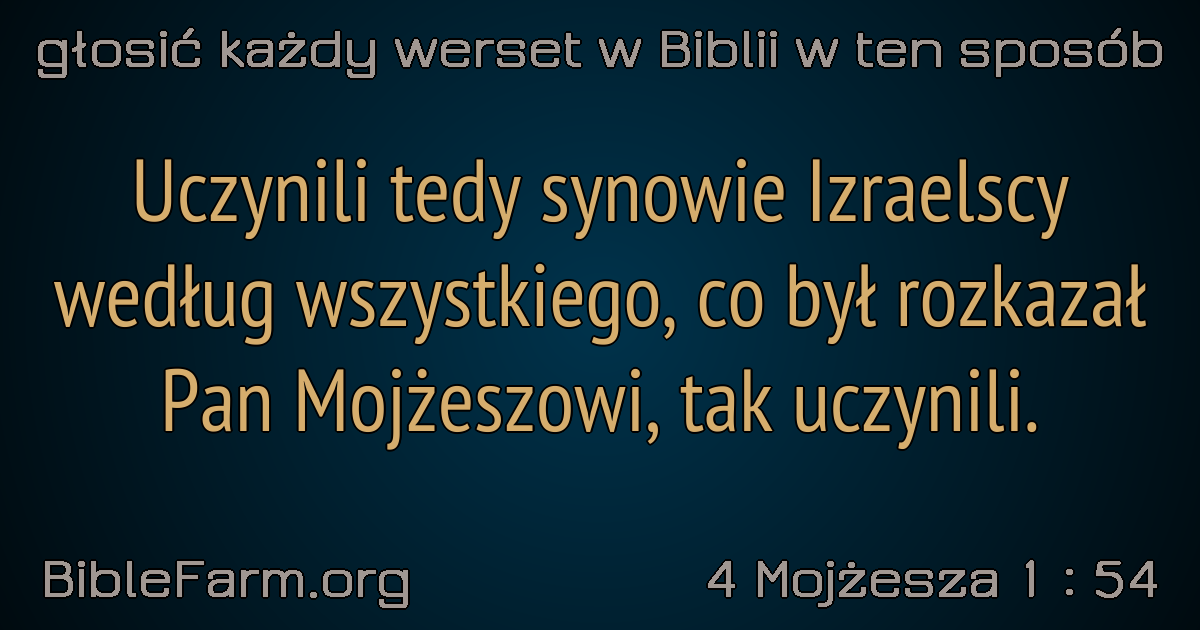 głosić każdy werset w Biblii w ten sposób
Uczynili tedy synowie Izraelscy
według wszystkiego, co był rozkazał
Pan Mojżeszowi, tak uczynili.
BibleFarm.org
4 Mojżesza 1 : 54